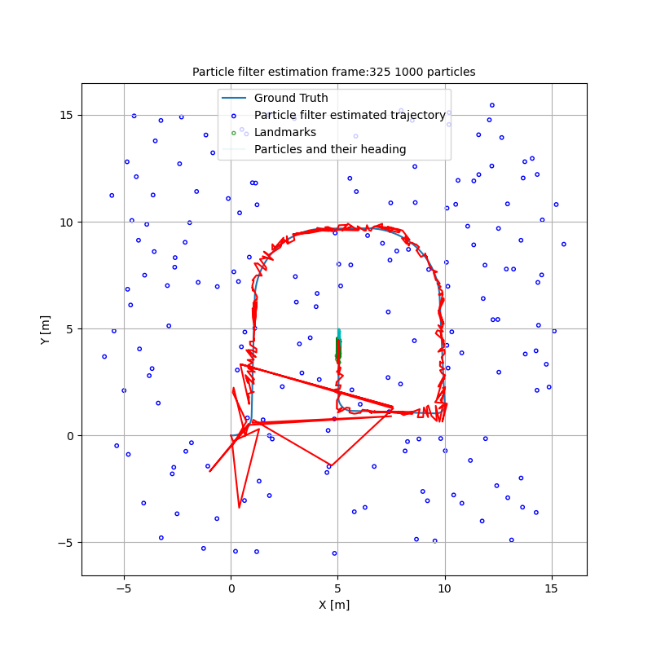 Particle filter estimation frame:325 1000 particles
Ground Truth
Particle filter estimated trajectory
Landmarks
Particles and their heading
15
10
5
0
−5
Y [m]
−5 0 5 10 15
X [m]